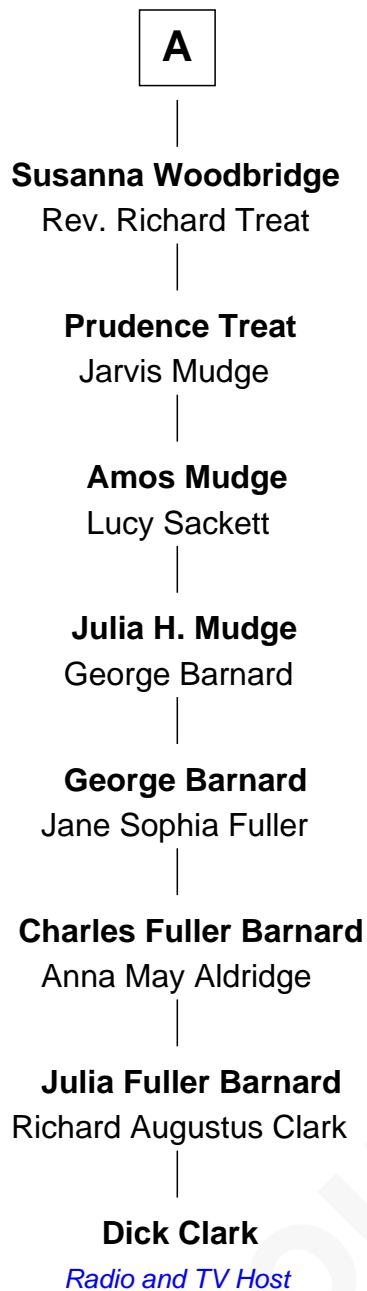 A
Susanna Woodbridge
Rev. Richard Treat
Prudence Treat
Jarvis Mudge
Amos Mudge
Lucy Sackett
Julia H. Mudge
George Barnard
George Barnard
Jane Sophia Fuller
Charles Fuller Barnard
Anna May Aldridge
Julia Fuller Barnard
Richard Augustus Clark
Dick Clark
Radio and TV Host